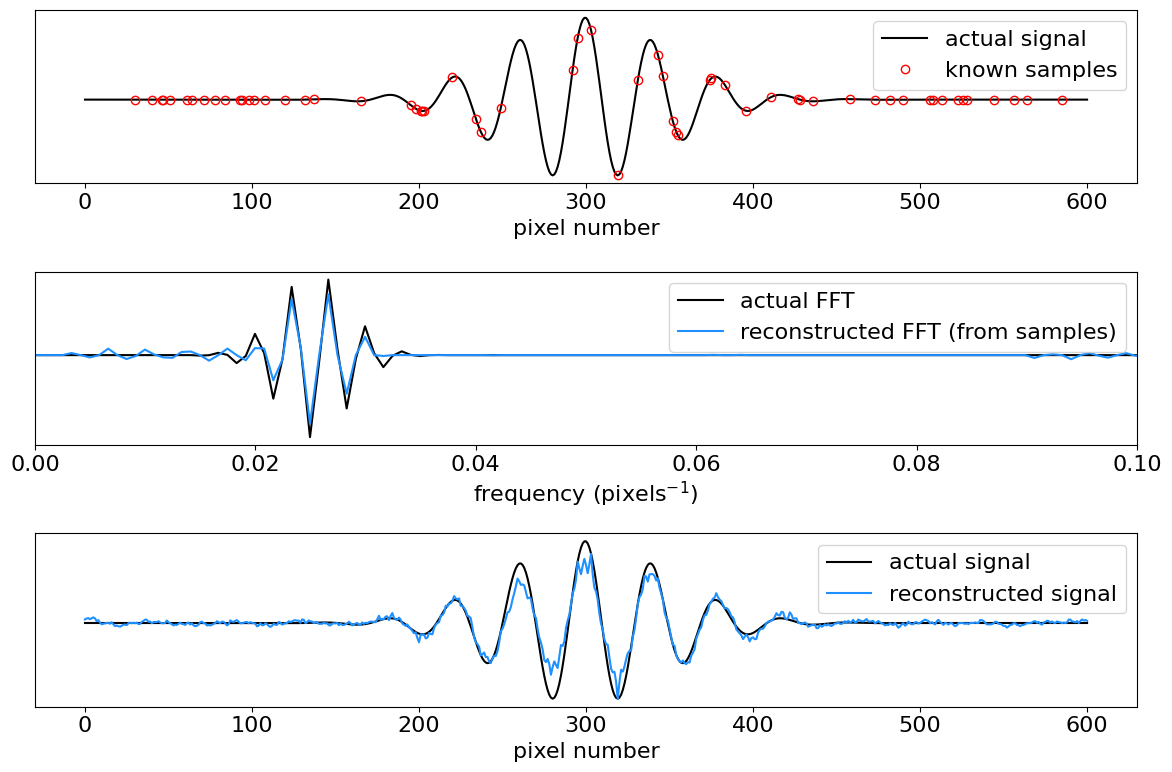 actual signal
known samples
0 100 200 300 400 500 600
pixel number
actual FFT
reconstructed FFT (from samples)
0.00 0.02 0.04 0.06 0.08 0.10
frequency (pixels⁻¹)
actual signal
reconstructed signal
0 100 200 300 400 500 600
pixel number